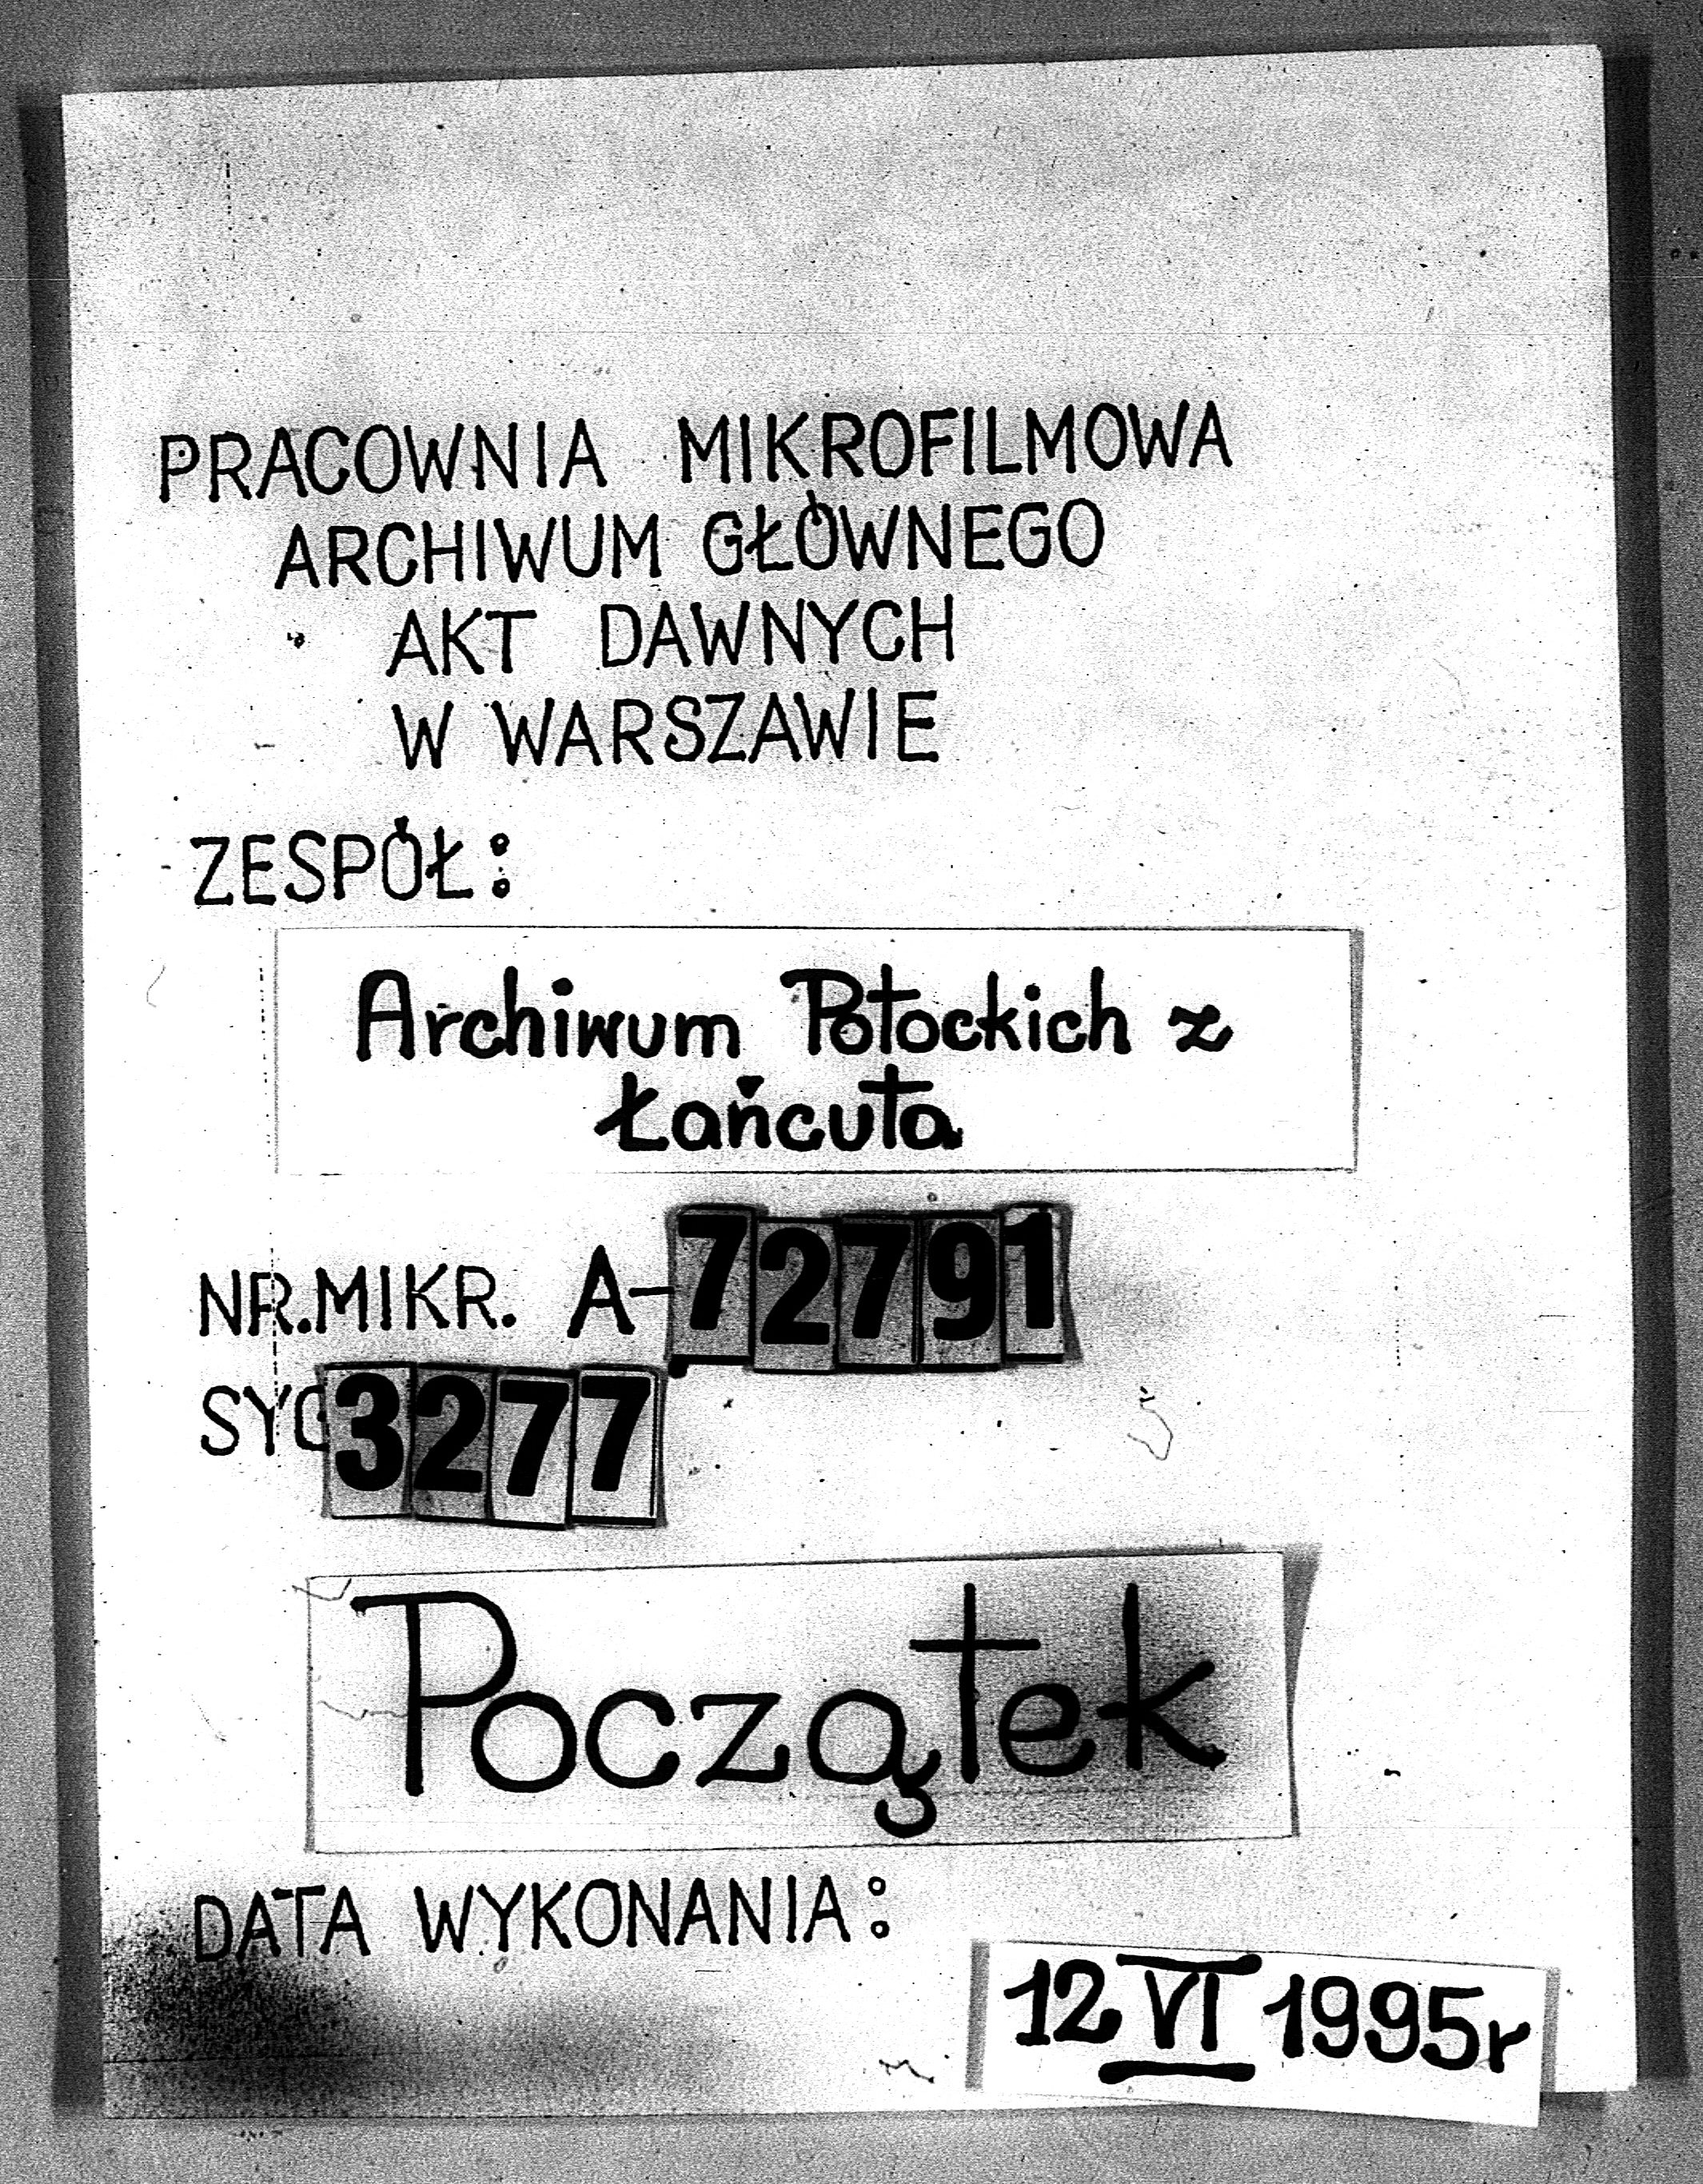 PRACOWNIA MIKROFILMOWA
ARCHIWUM GŁÓWNEGO
AKT DAWNYCH
W WARSZAWIE
ZESPÓŁ:
Archiwum Potockich z
Łańcuta
NR.MIKR. A-72791
SYG 3277
Początek
DATA WYKONANIA:
12 VI 1995r